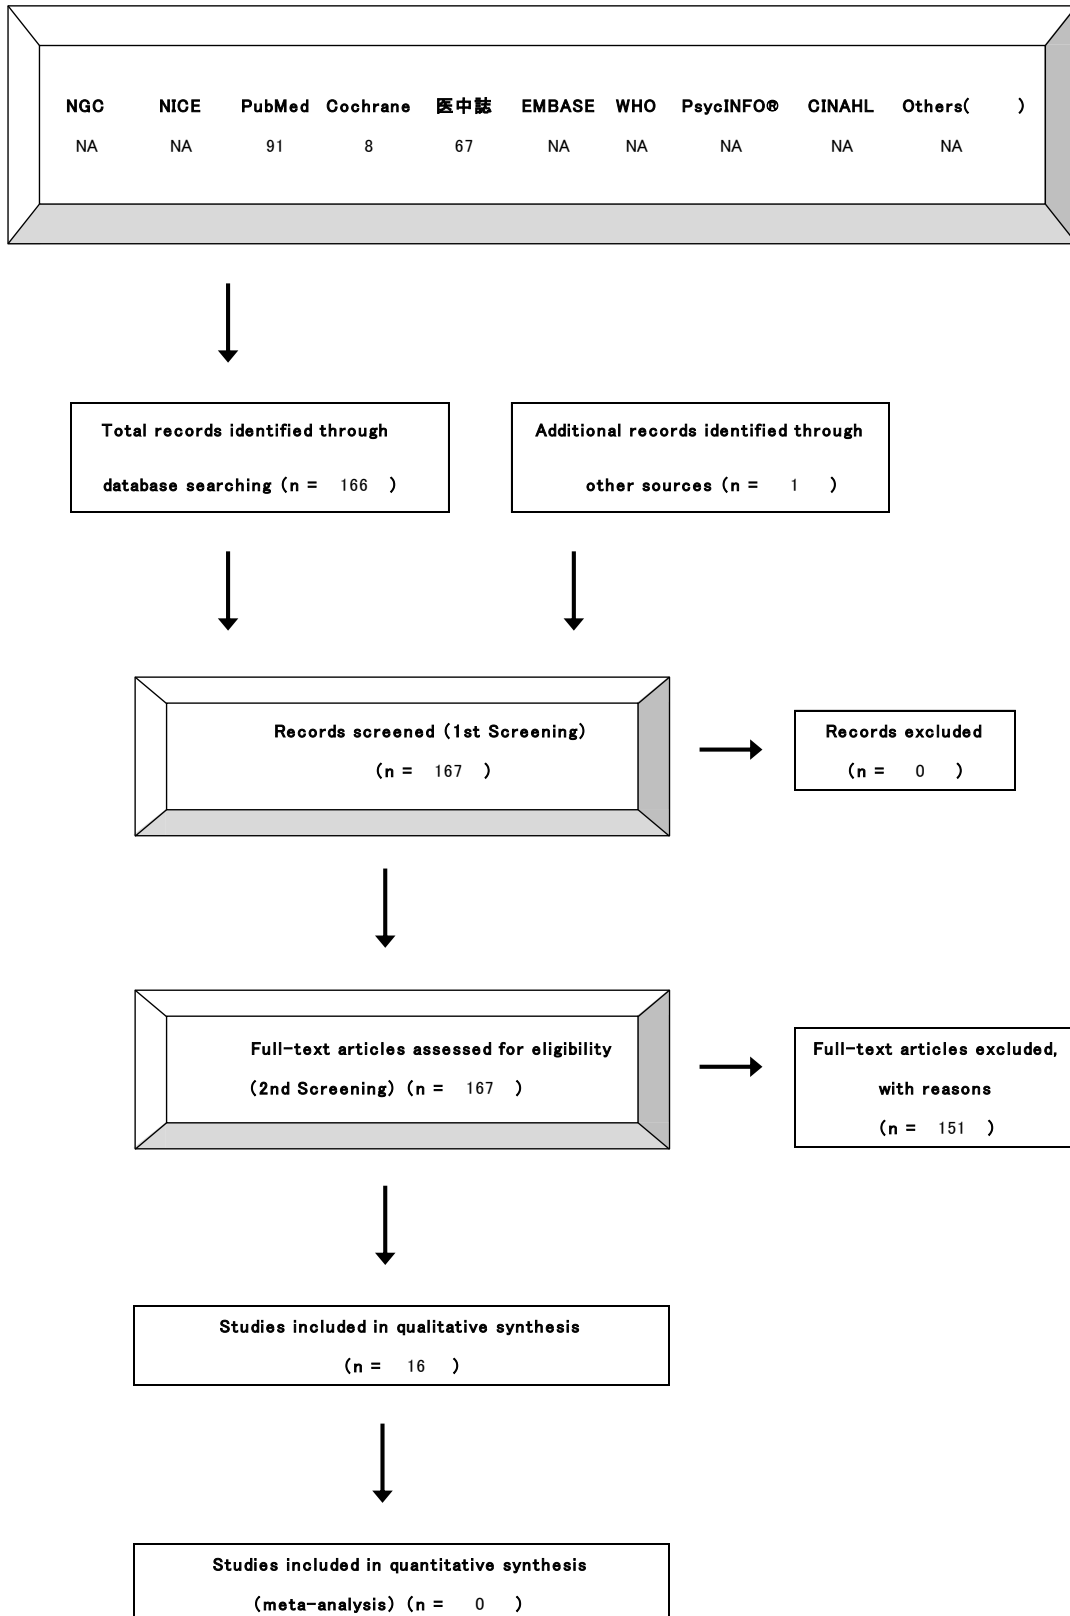 NGC NICE PubMed Cochrane 医中誌 EMBASE WHO PsycINFO® CINAHL Others( )
NA NA 91 8 67 NA NA NA NA NA
Total records identified through
database searching (n = 166 )
Additional records identified through
other sources (n = 1 )
Records screened (1st Screening)
(n = 167 )
Records excluded
(n = 0 )
Full-text articles assessed for eligibility
(2nd Screening) (n = 167 )
Full-text articles excluded,
with reasons
(n = 151 )
Studies included in qualitative synthesis
(n = 16 )
Studies included in quantitative synthesis
(meta-analysis) (n = 0 )